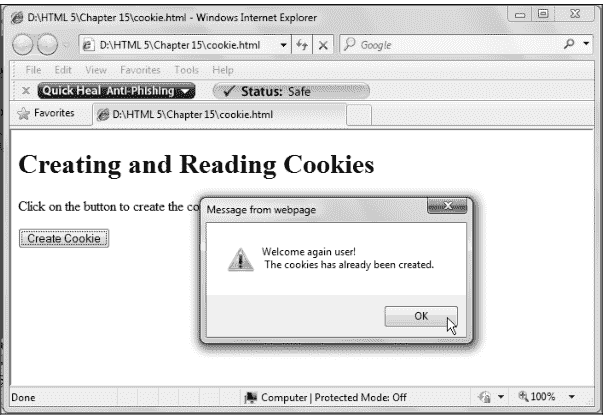 D:\HTML 5\Chapter 15\cookie.html - Windows Internet Explorer
D:\HTML 5\Chapter 15\cookie.html
Google
File Edit View Favorites Tools Help
Quick Heal Anti-Phishing Status: Safe
Favorites D:\HTML 5\Chapter 15\cookie.html
Creating and Reading Cookies
Click on the button to create the co
Create Cookie
Message from webpage
Welcome again user!
The cookies has already been created.
OK
Done Computer | Protected Mode: Off 100%